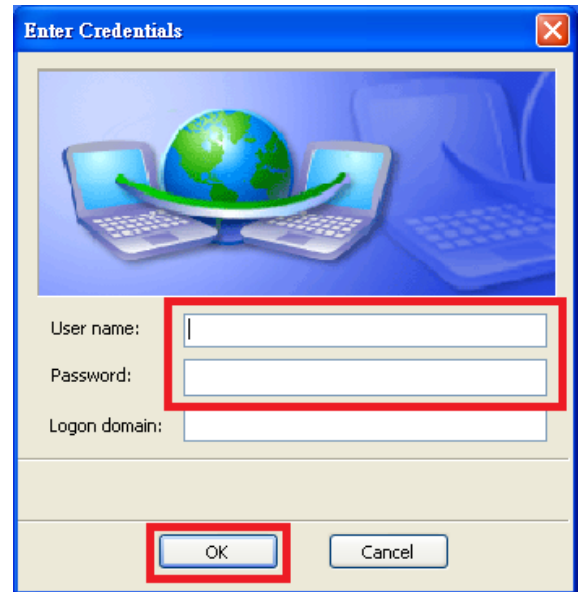 Enter Credentials
User name:
Password:
Logon domain:
OK Cancel